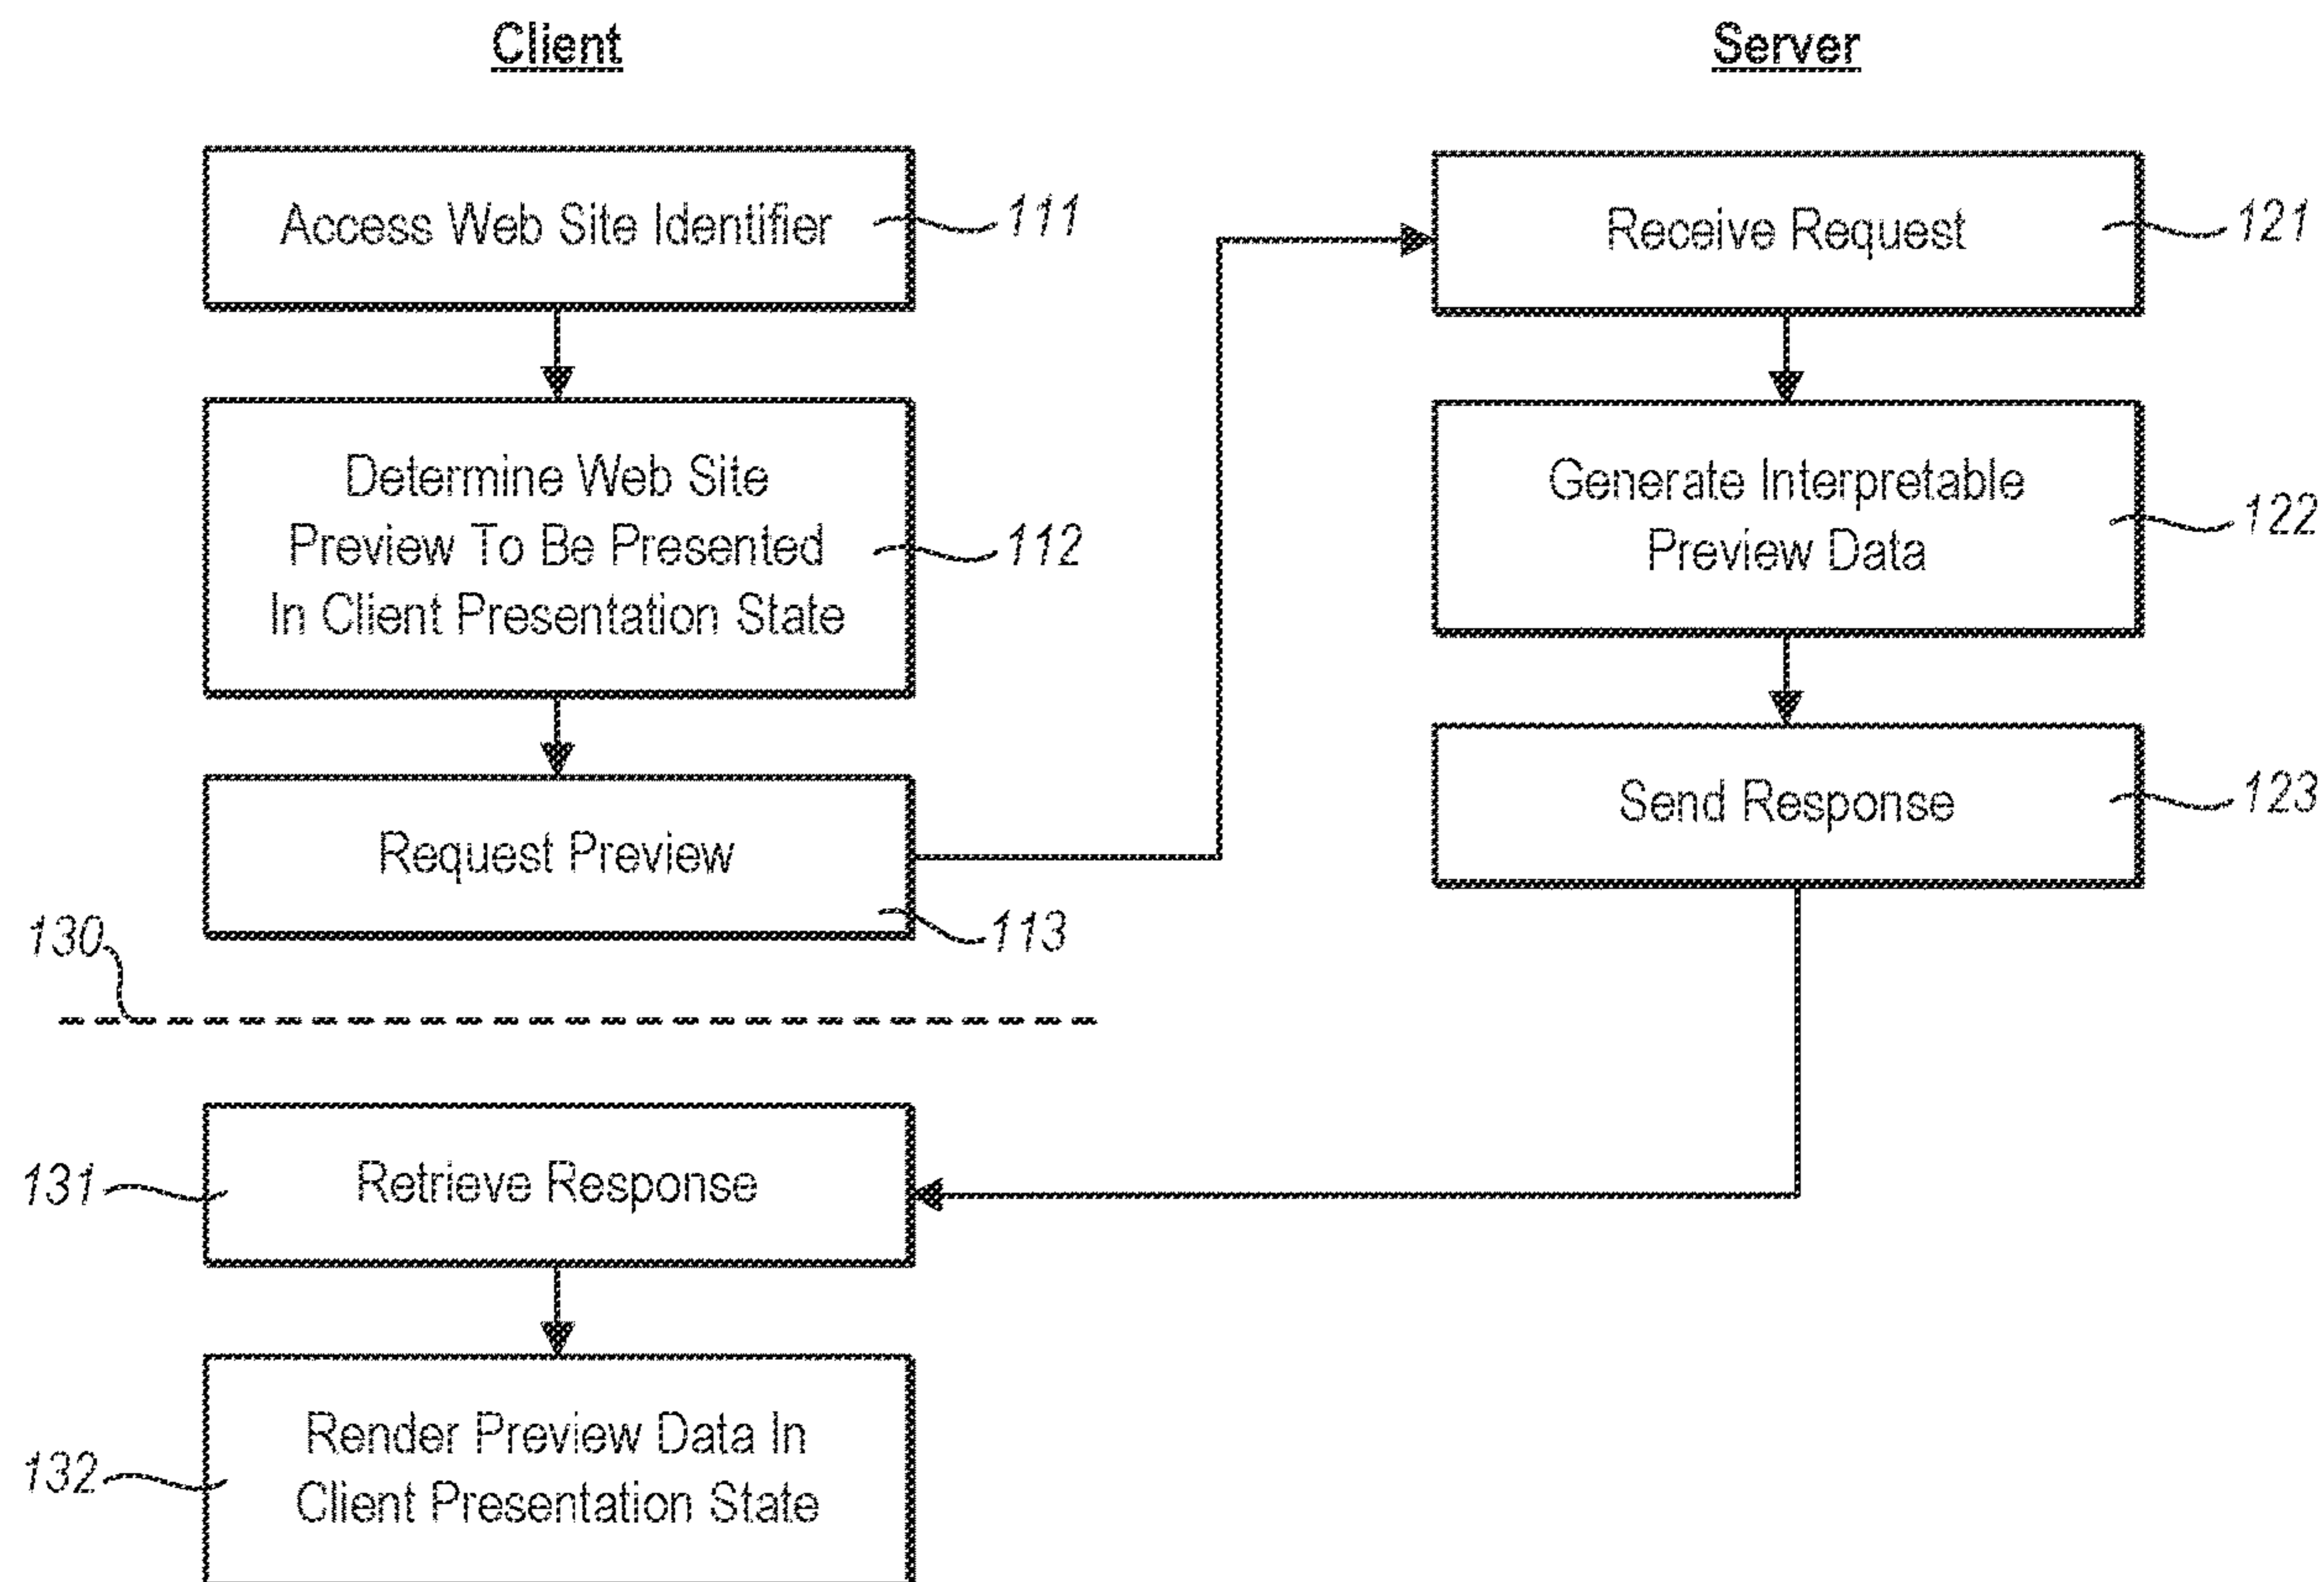 Client
Access Web Site Identifier
111
Determine Web Site
Preview To Be Presented
In Client Presentation State
112
Request Preview
113
130
Retrieve Response
131
Render Preview Data In
Client Presentation State
132
Server
Receive Request
121
Generate Interpretable
Preview Data
122
Send Response
123